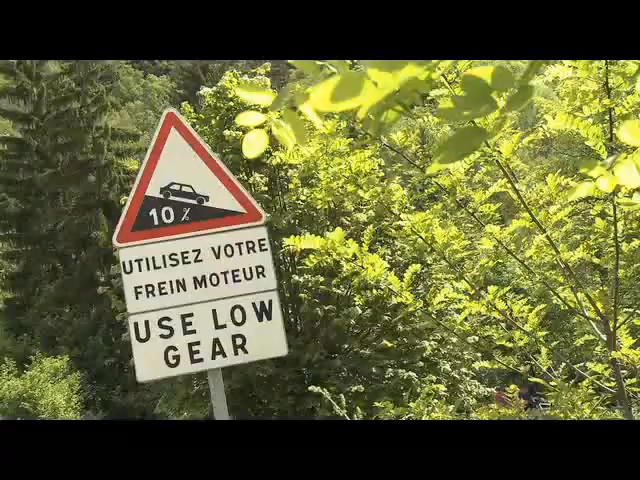 10 %
UTILISEZ VOTRE
FREIN MOTEUR
USE LOW
GEAR